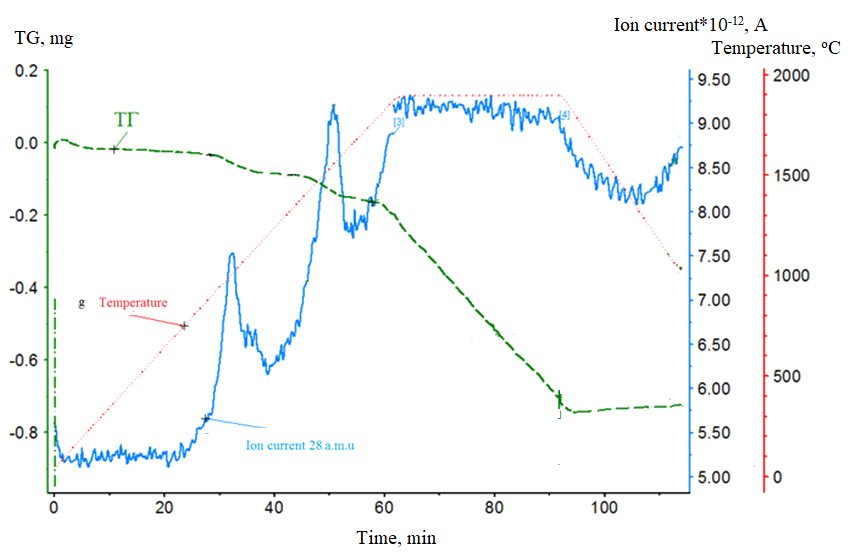 Ion current*10⁻¹², A
TG, mg
Temperature, ᵒC
0.2
0.0
-0.2
-0.4
-0.6
-0.8
9.50
9.00
8.50
8.00
7.50
7.00
6.50
6.00
5.50
5.00
2000
1500
1000
500
0
ТГ
[3]
[4]
g
Temperature
Ion current 28 a.m.u
0 20 40 60 80 100
Time, min